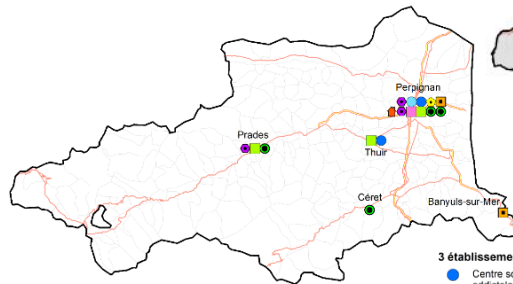 Perpignan
Prades
Thuir
Céret
Banyuls-sur-Mer
3 établisseme
Centre so